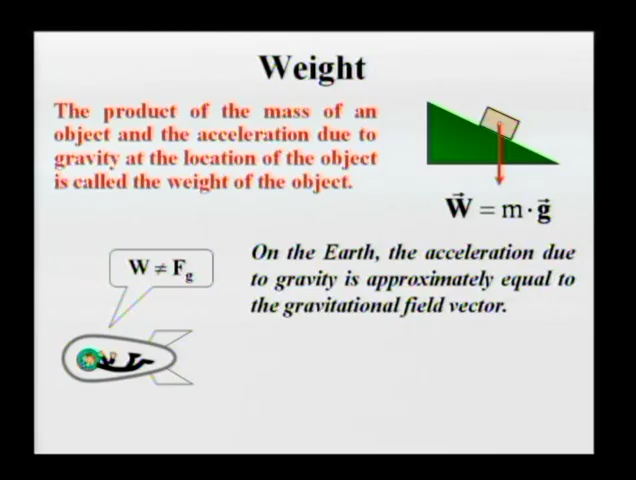 Weight
The product of the mass of an
object and the acceleration due to
gravity at the location of the object
is called the weight of the object.
W⃗ = m · g⃗
On the Earth, the acceleration due
to gravity is approximately equal to
the gravitational field vector.
W ≠ Fg